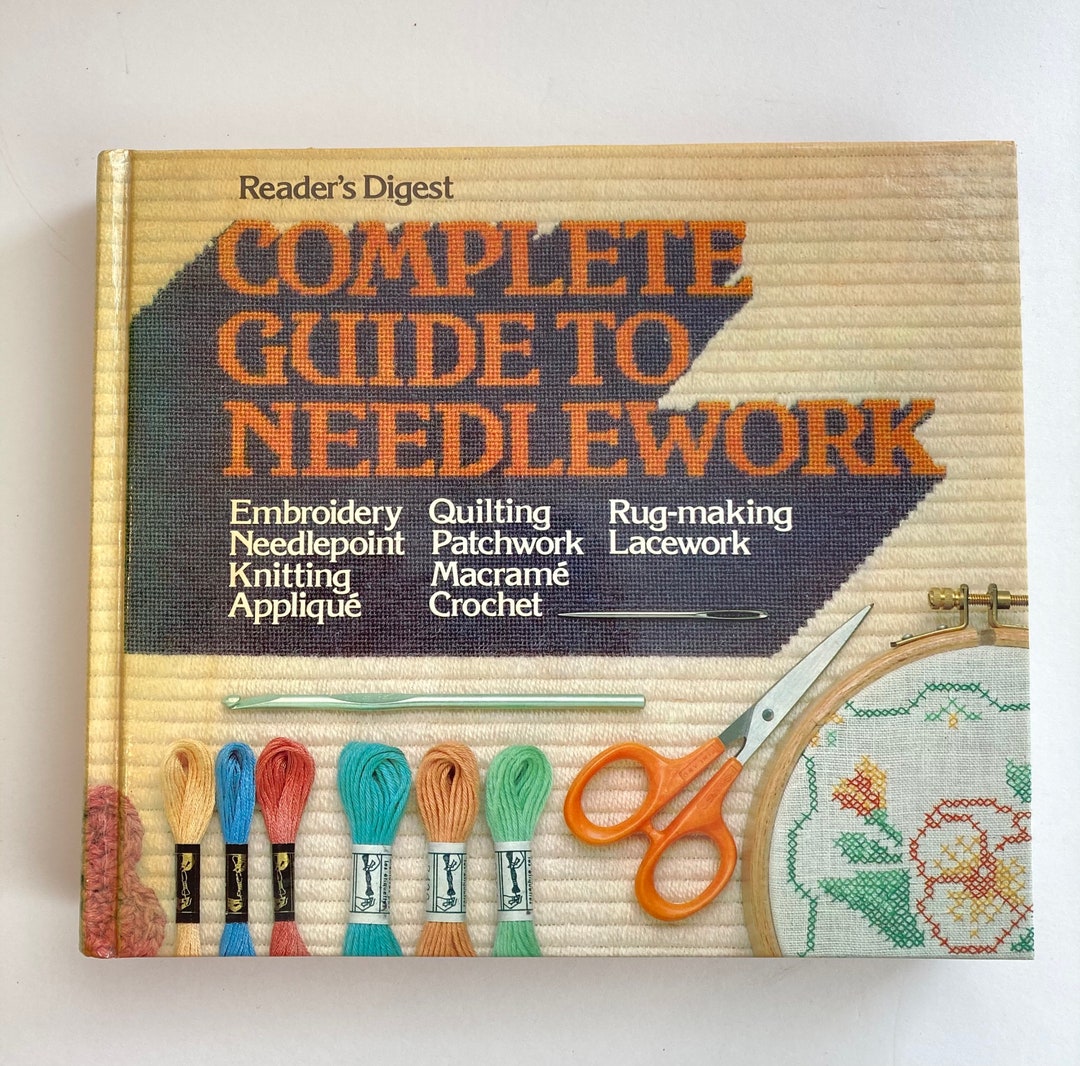 Reader's Digest
COMPLETE
GUIDE TO
NEEDLEWORK
Embroidery
Needlepoint
Knitting
Appliqué
Quilting
Patchwork
Macramé
Crochet
Rug-making
Lacework